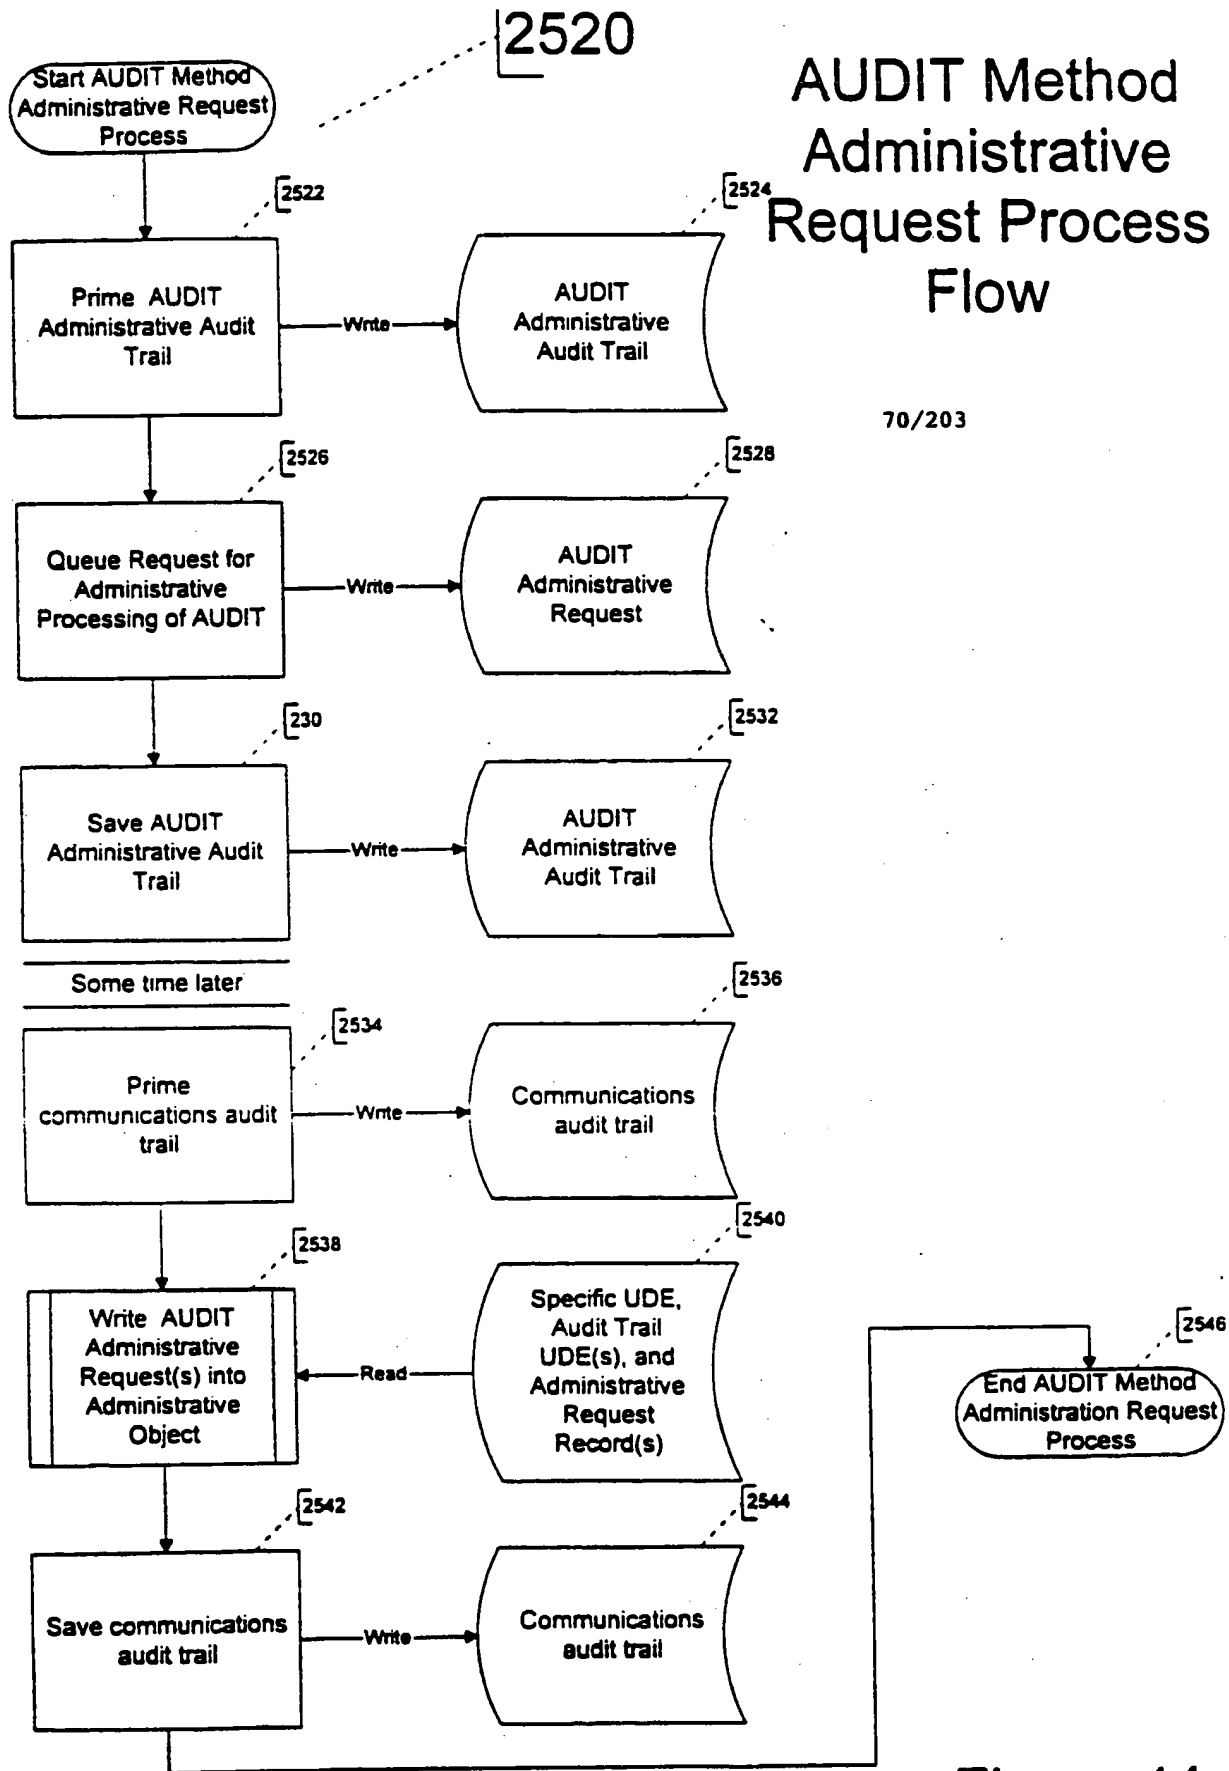 2520
AUDIT Method
Administrative
Request Process
Flow
70/203
Start AUDIT Method
Administrative Request
Process
2522
Prime AUDIT
Administrative Audit
Trail
Write
2524
AUDIT
Administrative
Audit Trail
2526
Queue Request for
Administrative
Processing of AUDIT
Write
2528
AUDIT
Administrative
Request
230
Save AUDIT
Administrative Audit
Trail
Write
2532
AUDIT
Administrative
Audit Trail
Some time later
2534
Prime
communications audit
trail
Write
2536
Communications
audit trail
2538
Write AUDIT
Administrative
Request(s) into
Administrative
Object
Read
2540
Specific UDE,
Audit Trail
UDE(s), and
Administrative
Request
Record(s)
2542
Save communications
audit trail
Write
2544
Communications
audit trail
2546
End AUDIT Method
Administration Request
Process